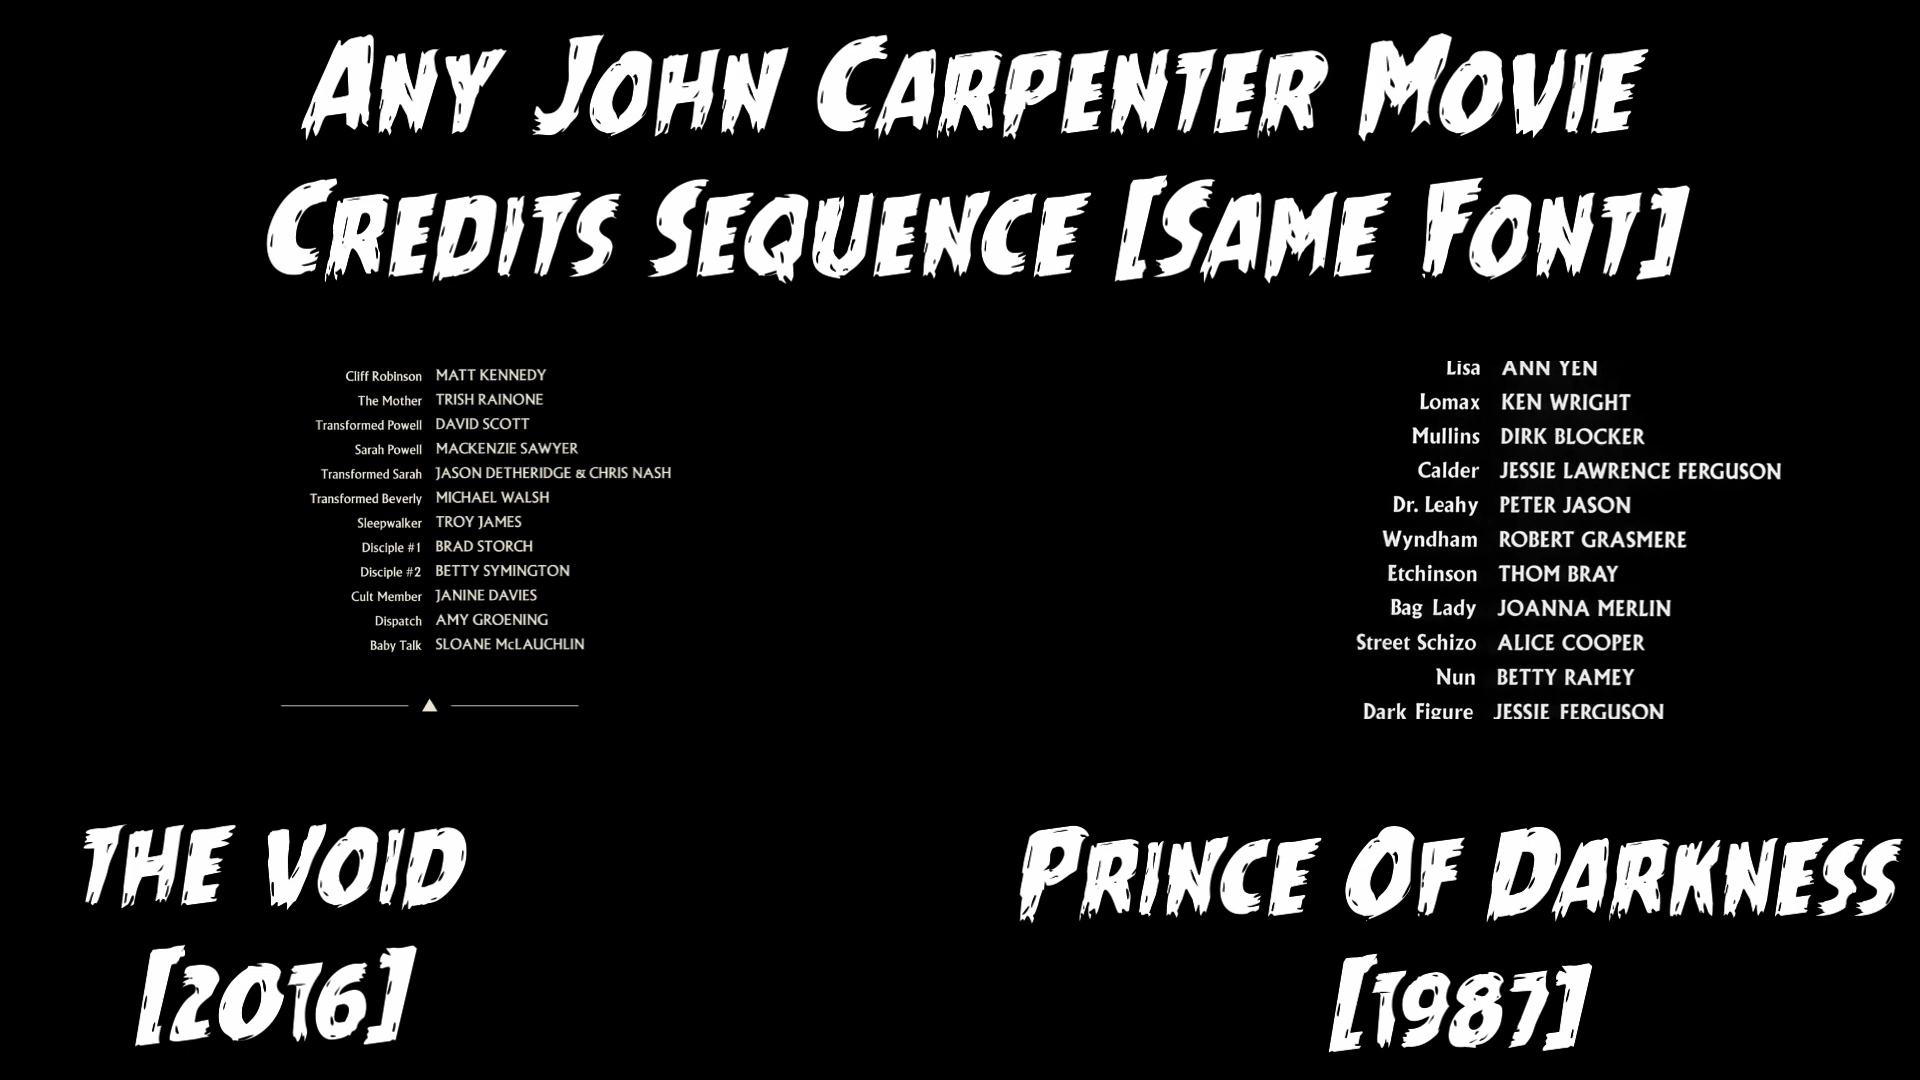 Any John Carpenter Movie
Credits Sequence [Same Font]
Cliff Robinson MATT KENNEDY
The Mother TRISH RAINONE
Transformed Powell DAVID SCOTT
Sarah Powell MACKENZIE SAWYER
Transformed Sarah JASON DETHERIDGE & CHRIS NASH
Transformed Beverly MICHAEL WALSH
Sleepwalker TROY JAMES
Disciple #1 BRAD STORCH
Disciple #2 BETTY SYMINGTON
Cult Member JANINE DAVIES
Dispatch AMY GROENING
Baby Talk SLOANE McLAUCHLIN
Lisa ANN YEN
Lomax KEN WRIGHT
Mullins DIRK BLOCKER
Calder JESSIE LAWRENCE FERGUSON
Dr. Leahy PETER JASON
Wyndham ROBERT GRASMERE
Etchinson THOM BRAY
Bag Lady JOANNA MERLIN
Street Schizo ALICE COOPER
Nun BETTY RAMEY
Dark Figure JESSIE FERGUSON
The Void
[2016]
Prince Of Darkness
[1987]